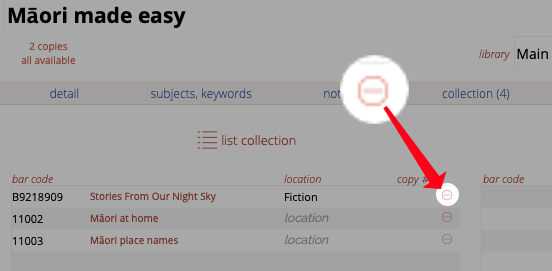 Māori made easy
2 copies
all available
library Main
detail subjects, keywords not collection (4)
list collection
bar code location copy # bar code
B9218909 Stories From Our Night Sky Fiction
11002 Māori at home location
11003 Māori place names location